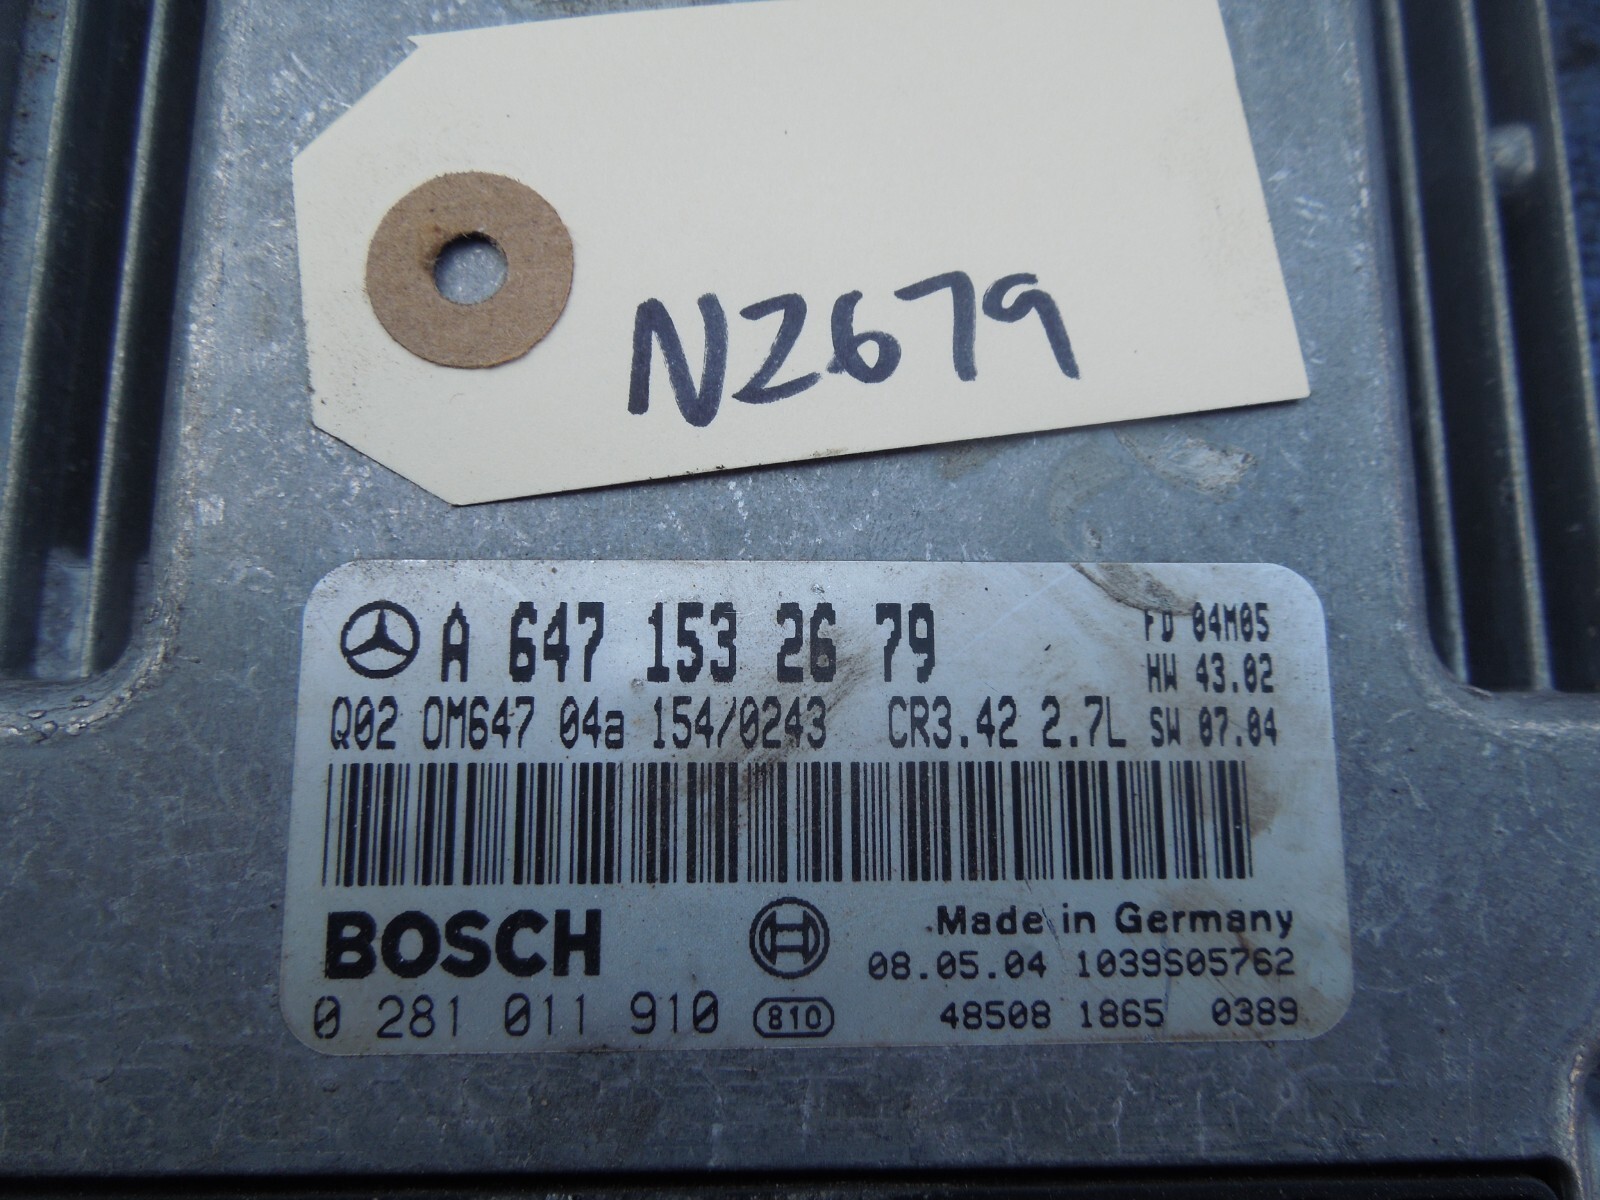 N2679
A 647 153 26 79
FD 04M05
HW 43.02
Q02 OM647 04a 154/0243 CR3.42 2.7L SW 07.04
BOSCH
Made in Germany
08.05.04 1039S05762
0 281 011 910 810 48508 1865 0389